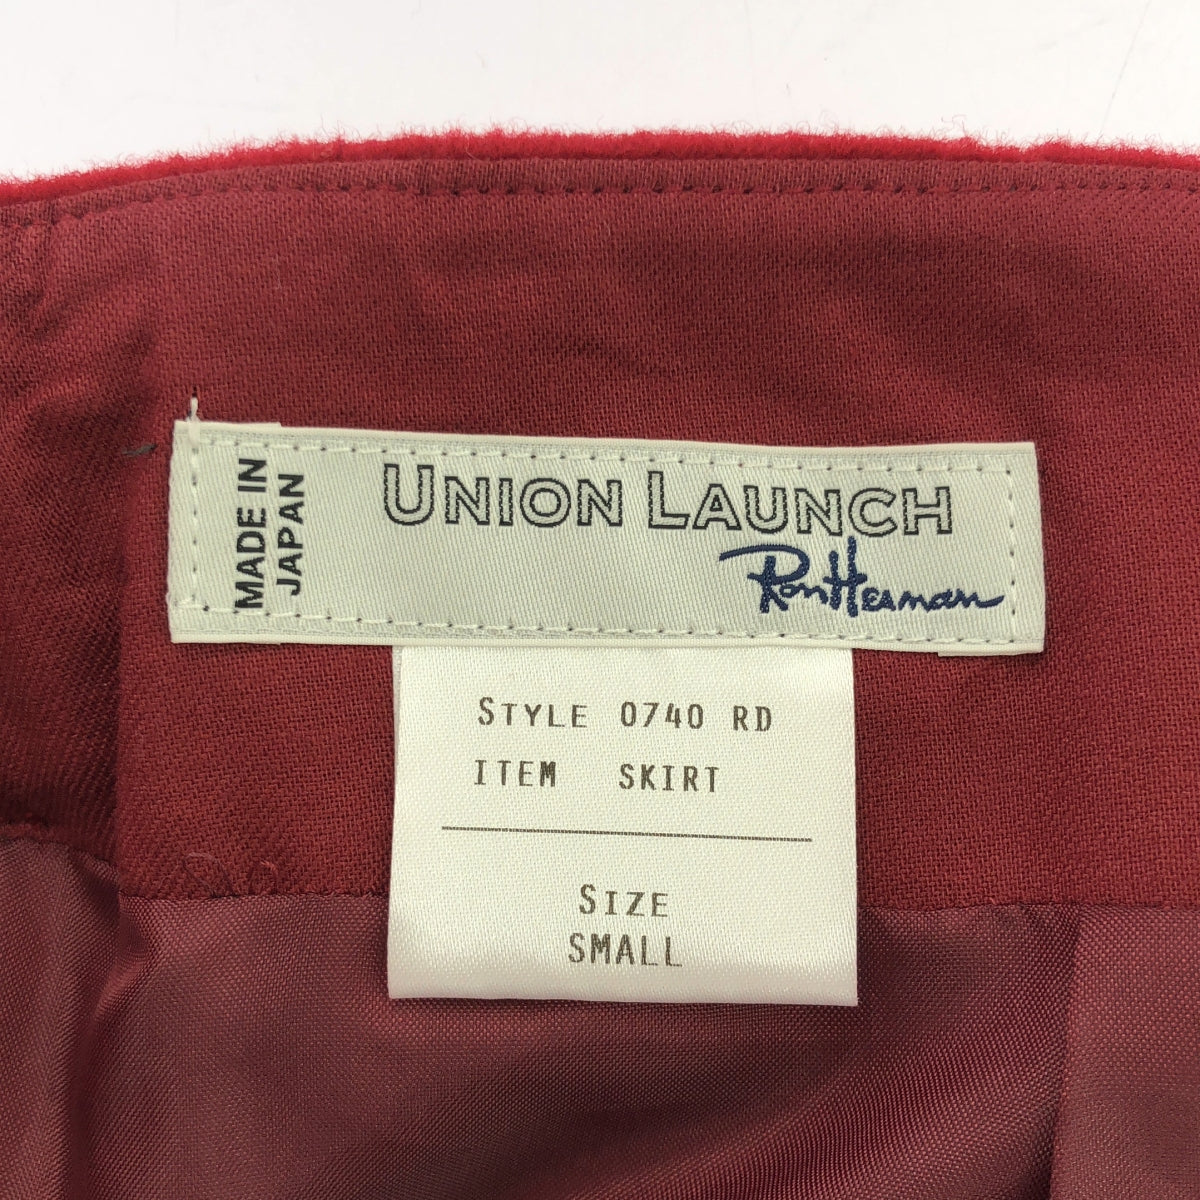 MADE IN
JAPAN
UNION LAUNCH
Ron Herman
STYLE 0740 RD
ITEM SKIRT
SIZE
SMALL